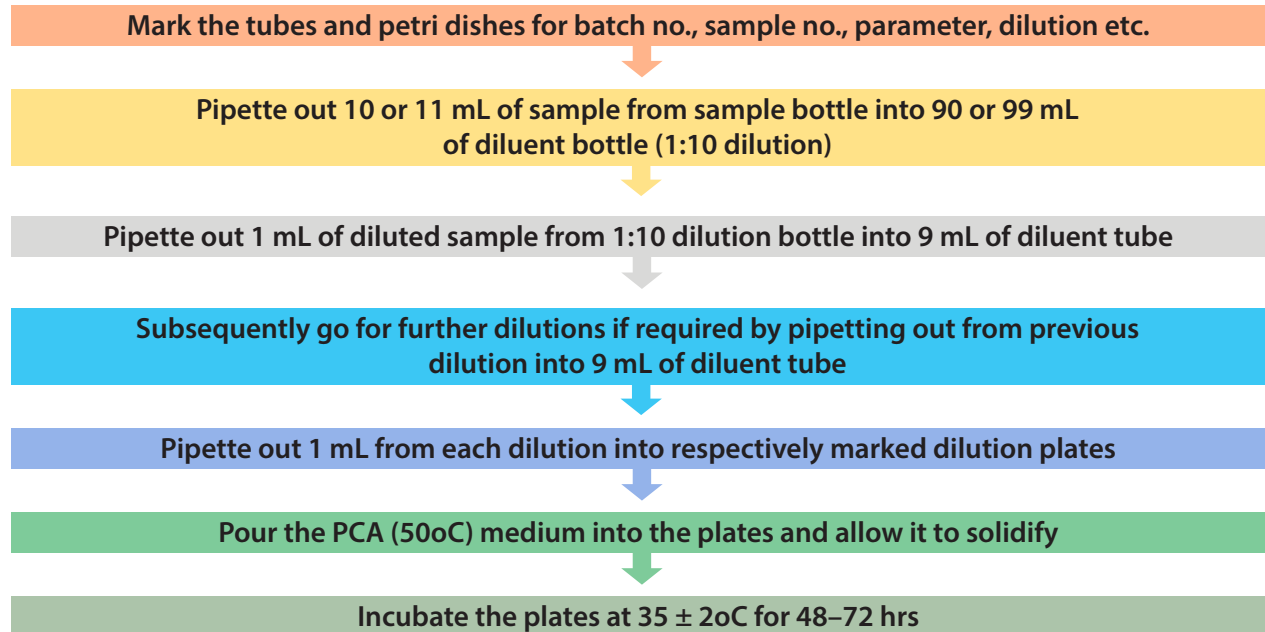 Mark the tubes and petri dishes for batch no., sample no., parameter, dilution etc.
Pipette out 10 or 11 mL of sample from sample bottle into 90 or 99 mL
of diluent bottle (1:10 dilution)
Pipette out 1 mL of diluted sample from 1:10 dilution bottle into 9 mL of diluent tube
Subsequently go for further dilutions if required by pipetting out from previous
dilution into 9 mL of diluent tube
Pipette out 1 mL from each dilution into respectively marked dilution plates
Pour the PCA (50oC) medium into the plates and allow it to solidify
Incubate the plates at 35 ± 2oC for 48–72 hrs